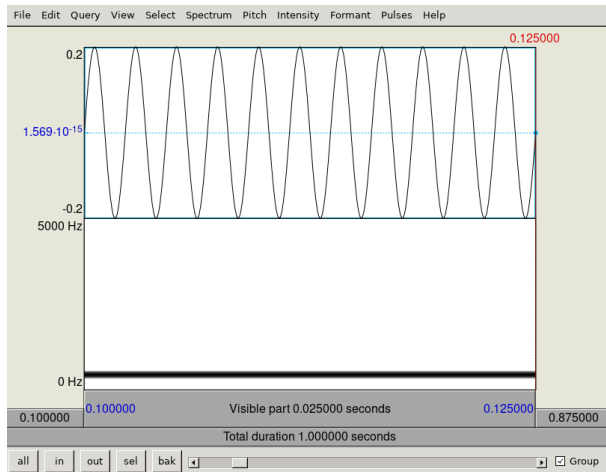 File Edit Query View Select Spectrum Pitch Intensity Formant Pulses Help
0.125000
0.2
1.569·10⁻¹⁵
-0.2
5000 Hz
0 Hz
0.100000 Visible part 0.025000 seconds 0.125000
0.100000 0.875000
Total duration 1.000000 seconds
all in out sel bak Group